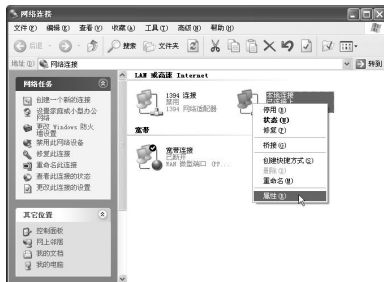 网络连接
文件(F) 编辑(E) 查看(V) 收藏(A) 工具(T) 高级(N) 帮助(H)
后退 搜索 文件夹
地址(D) 网络连接 转到
网络任务
创建一个新的连接
设置家庭或小型办公网络
更改 Windows 防火墙设置
禁用此网络设备
修复此连接
重命名此连接
查看此连接的状态
更改此连接的设置
其它位置
控制面板
网上邻居
我的文档
我的电脑
LAN 或高速 Internet
1394 连接
禁用
1394 网络适配器
本地连接
已连接上
宽带
宽带连接
已断开
WAN 微型端口 (PP...
停用(B)
状态(U)
修复(P)
桥接(G)
创建快捷方式(S)
删除(D)
重命名(M)
属性(R)